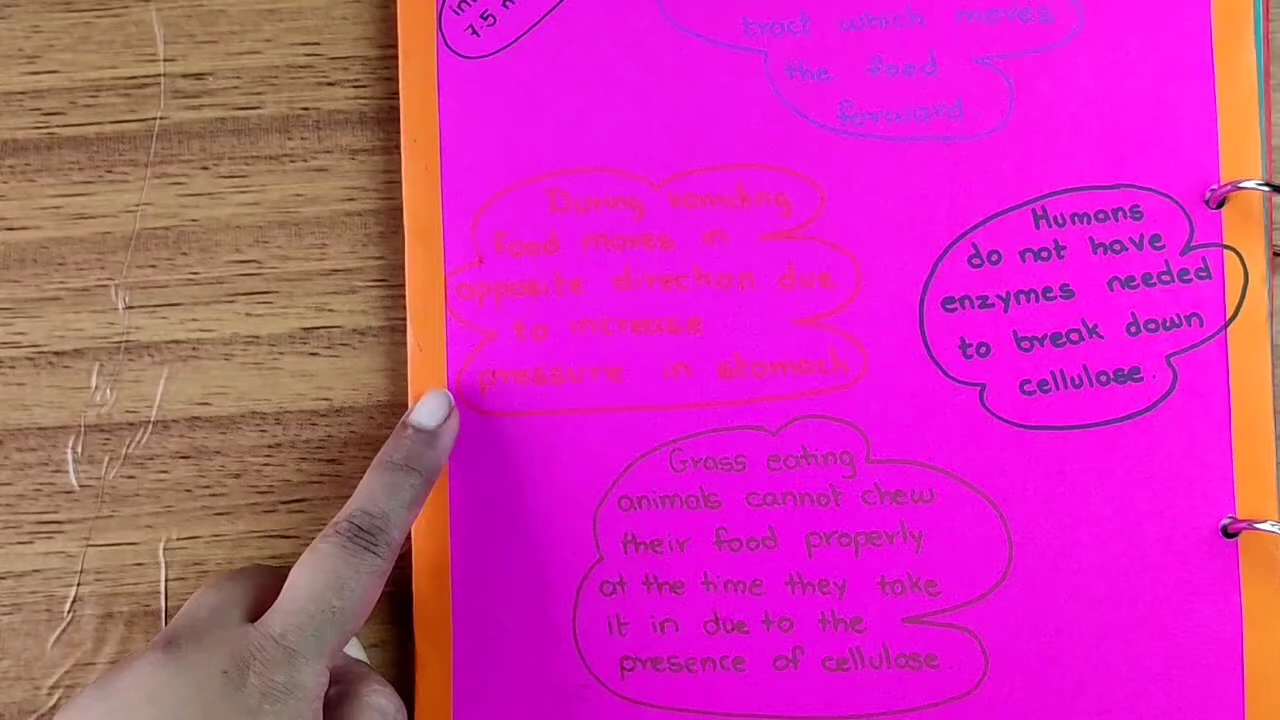 7.5
tract which moves
the food
forward
During vomiting
food moves in
opposite direction due
to increase
pressure in stomach
Humans
do not have
enzymes needed
to break down
cellulose.
Grass eating
animals cannot chew
their food properly
at the time they take
it in due to the
presence of cellulose.